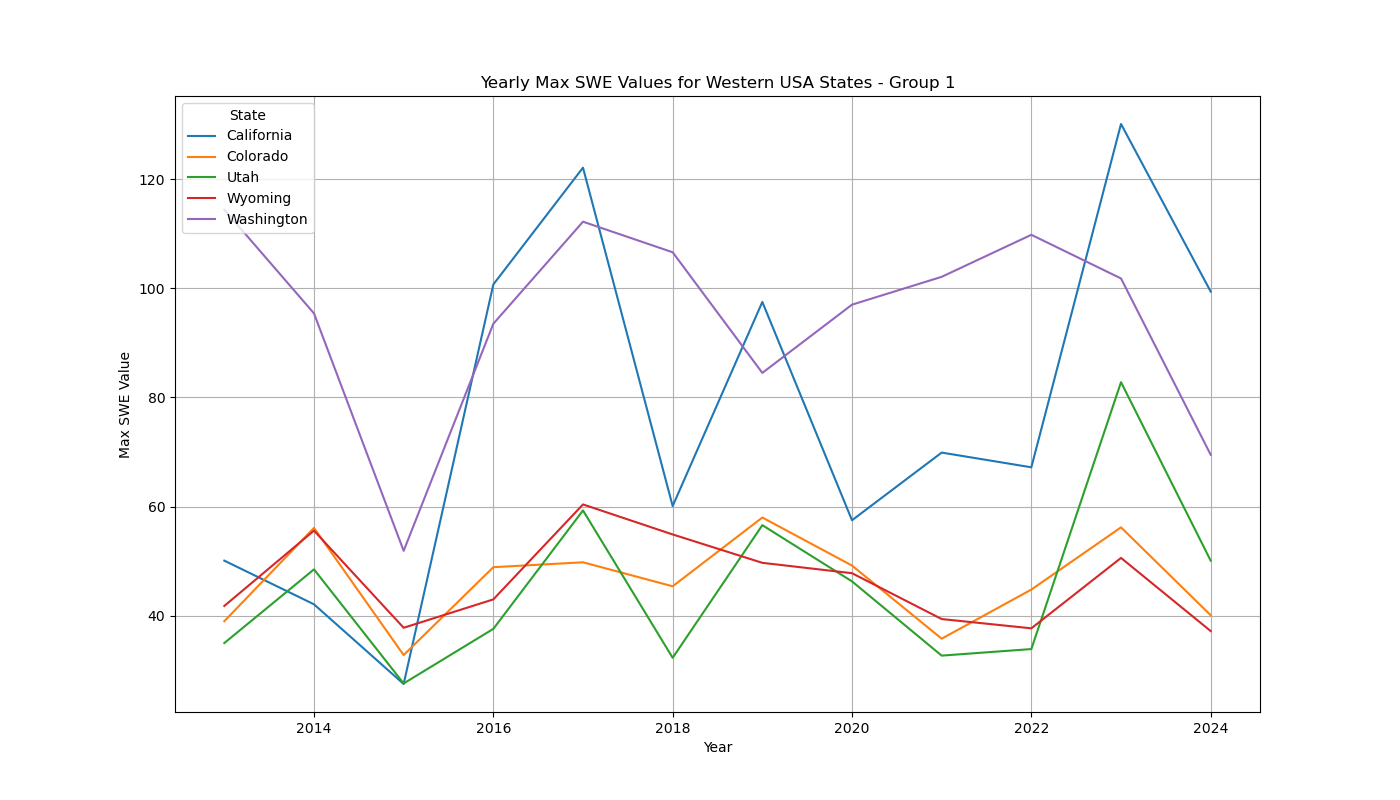 Yearly Max SWE Values for Western USA States - Group 1
State
California
Colorado
Utah
Wyoming
Washington
Max SWE Value
120
100
80
60
40
2014 2016 2018 2020 2022 2024
Year